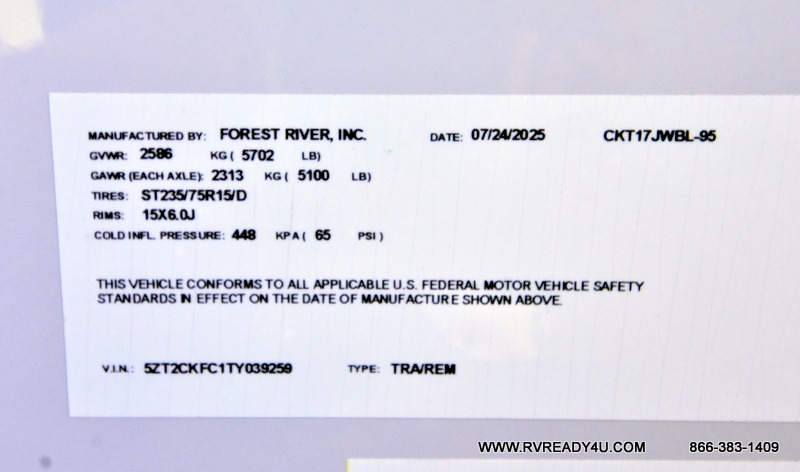 MANUFACTURED BY: FOREST RIVER, INC. DATE: 07/24/2025 CKT17JWBL-95
GVWR: 2586 KG ( 5702 LB)
GAWR (EACH AXLE): 2313 KG ( 5100 LB)
TIRES: ST235/75R15/D
RIMS: 15X6.0J
COLD INFL. PRESSURE: 448 KPA ( 65 PSI )
THIS VEHICLE CONFORMS TO ALL APPLICABLE U.S. FEDERAL MOTOR VEHICLE SAFETY
STANDARDS IN EFFECT ON THE DATE OF MANUFACTURE SHOWN ABOVE.
V.I.N.: 5ZT2CKFC1TY039259 TYPE: TRA/REM
WWW.RVREADY4U.COM 866-383-1409